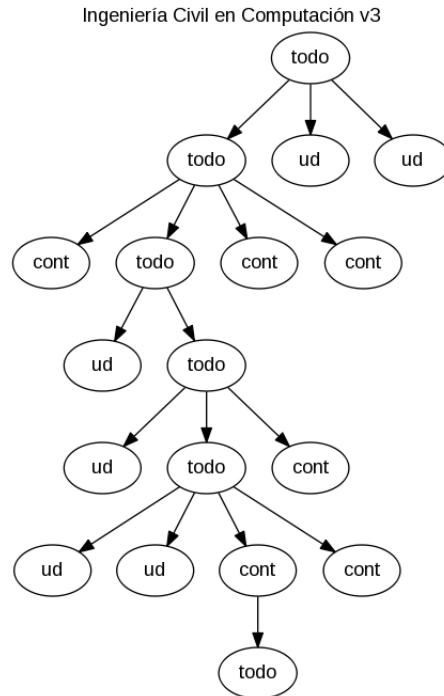 Ingeniería Civil en Computación v3
todo
todo ud ud
cont todo cont cont
ud todo
ud todo cont
ud ud cont cont
todo